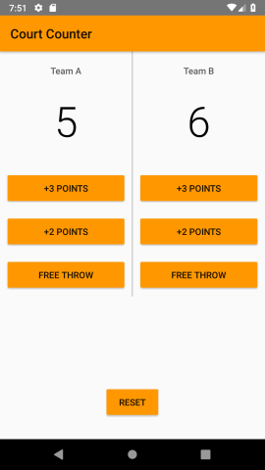 7:51
Court Counter
Team A
Team B
5
6
+3 POINTS
+3 POINTS
+2 POINTS
+2 POINTS
FREE THROW
FREE THROW
RESET